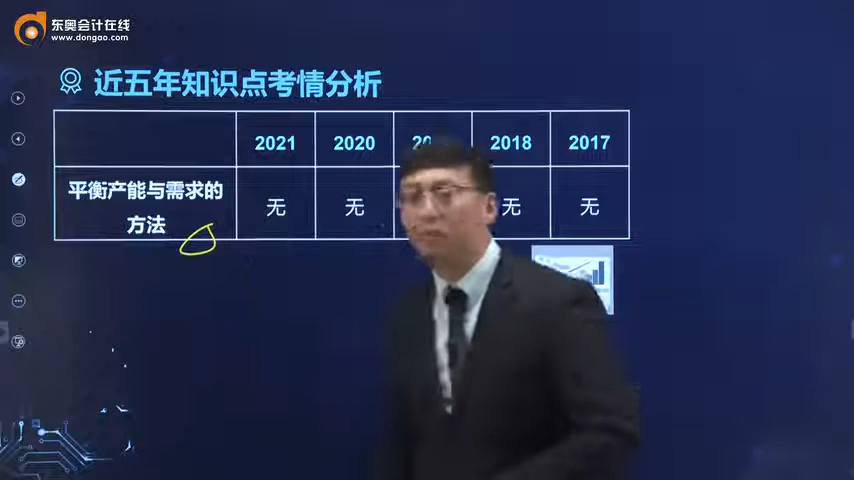 东奥会计在线
www.dongao.com
近五年知识点考情分析
2021 2020 20 2018 2017
平衡产能与需求的
方法
无 无 无 无